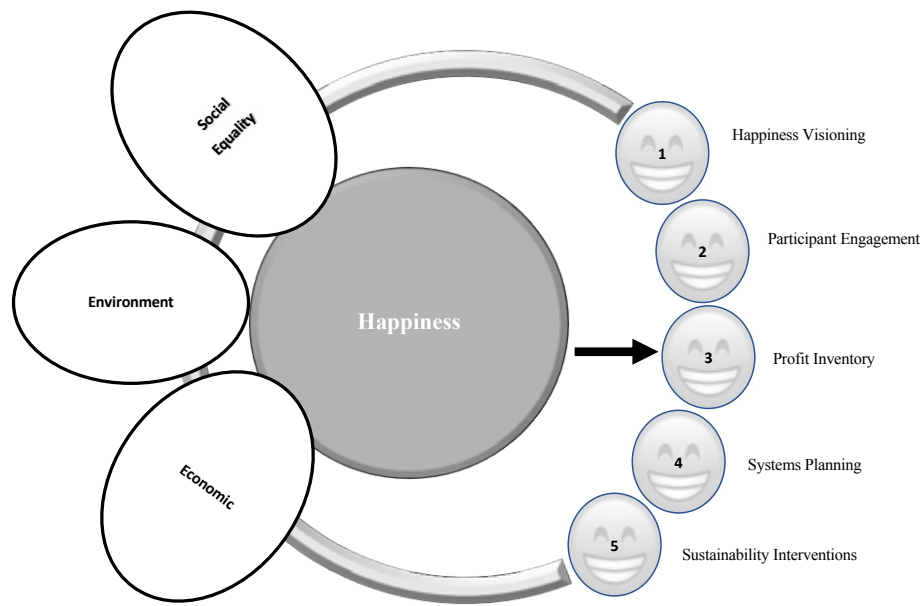 Social
Equality
Environment
Economic
Happiness
1
Happiness Visioning
2
Participant Engagement
3
Profit Inventory
4
Systems Planning
5
Sustainability Interventions